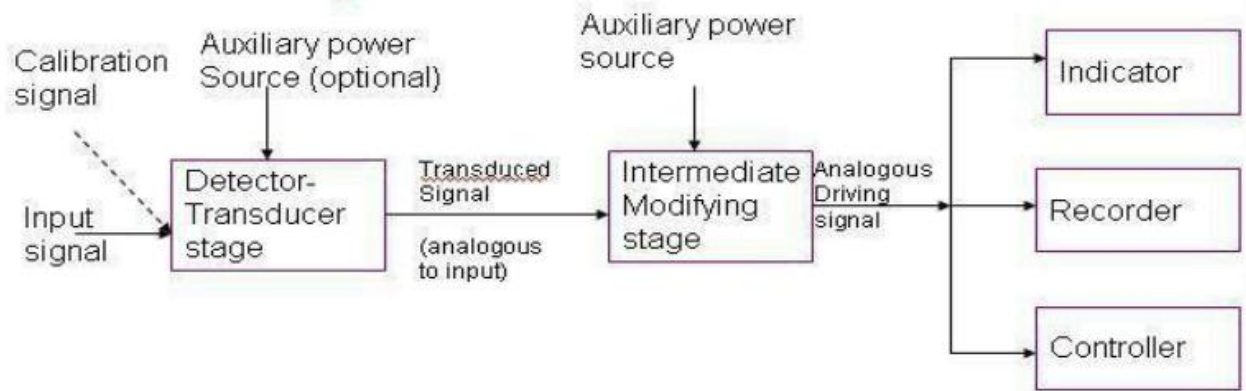 Calibration
signal
Auxiliary power
Source (optional)
Auxiliary power
source
Input
signal
Detector-
Transducer
stage
Transduced
Signal
(analogous
to input)
Intermediate
Modifying
stage
Analogous
Driving
signal
Indicator
Recorder
Controller